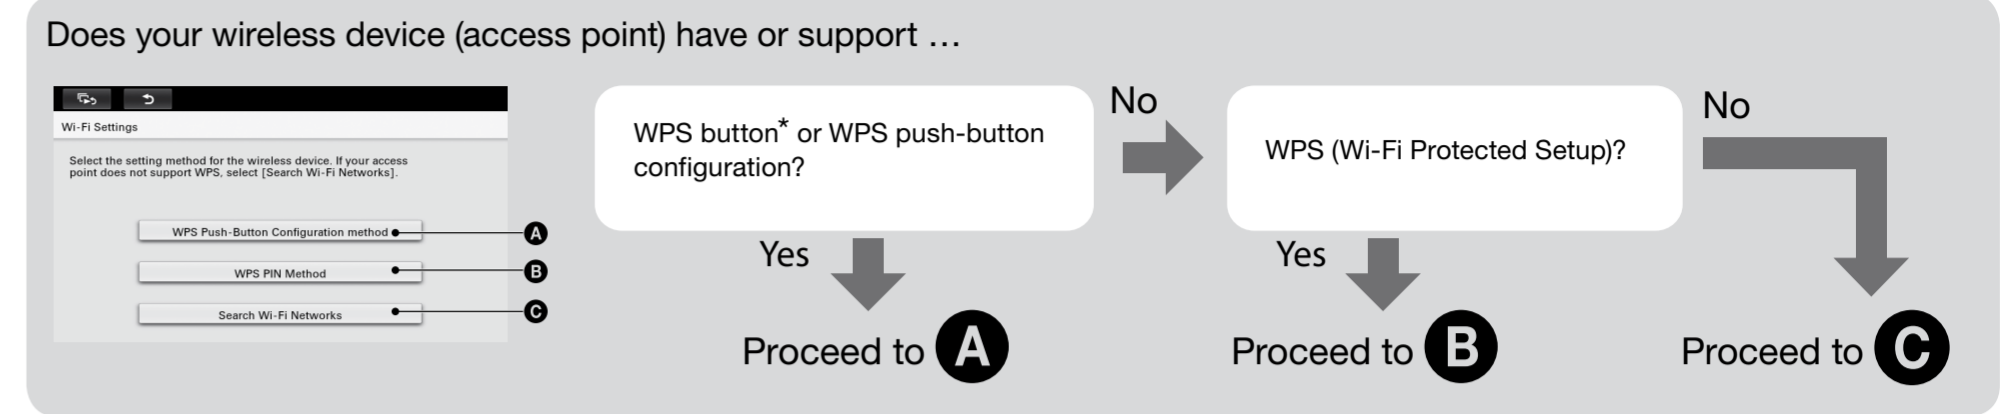 Does your wireless device (access point) have or support …
Wi-Fi Settings
Select the setting method for the wireless device. If your access
point does not support WPS, select [Search Wi-Fi Networks].
WPS Push-Button Configuration method
A
WPS PIN Method
B
Search Wi-Fi Networks
C
WPS button* or WPS push-button
configuration?
No
Yes
Proceed to A
WPS (Wi-Fi Protected Setup)?
No
Yes
Proceed to B
Proceed to C